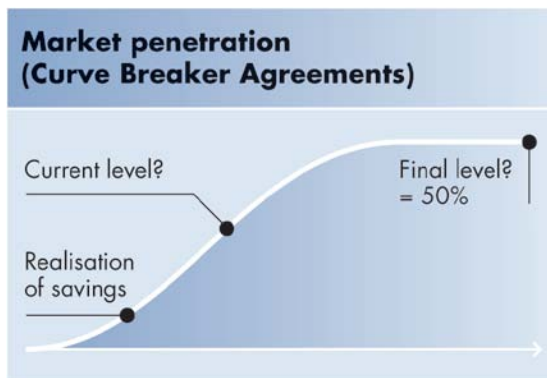 Market penetration
(Curve Breaker Agreements)
Current level?
Final level?
= 50%
Realisation
of savings